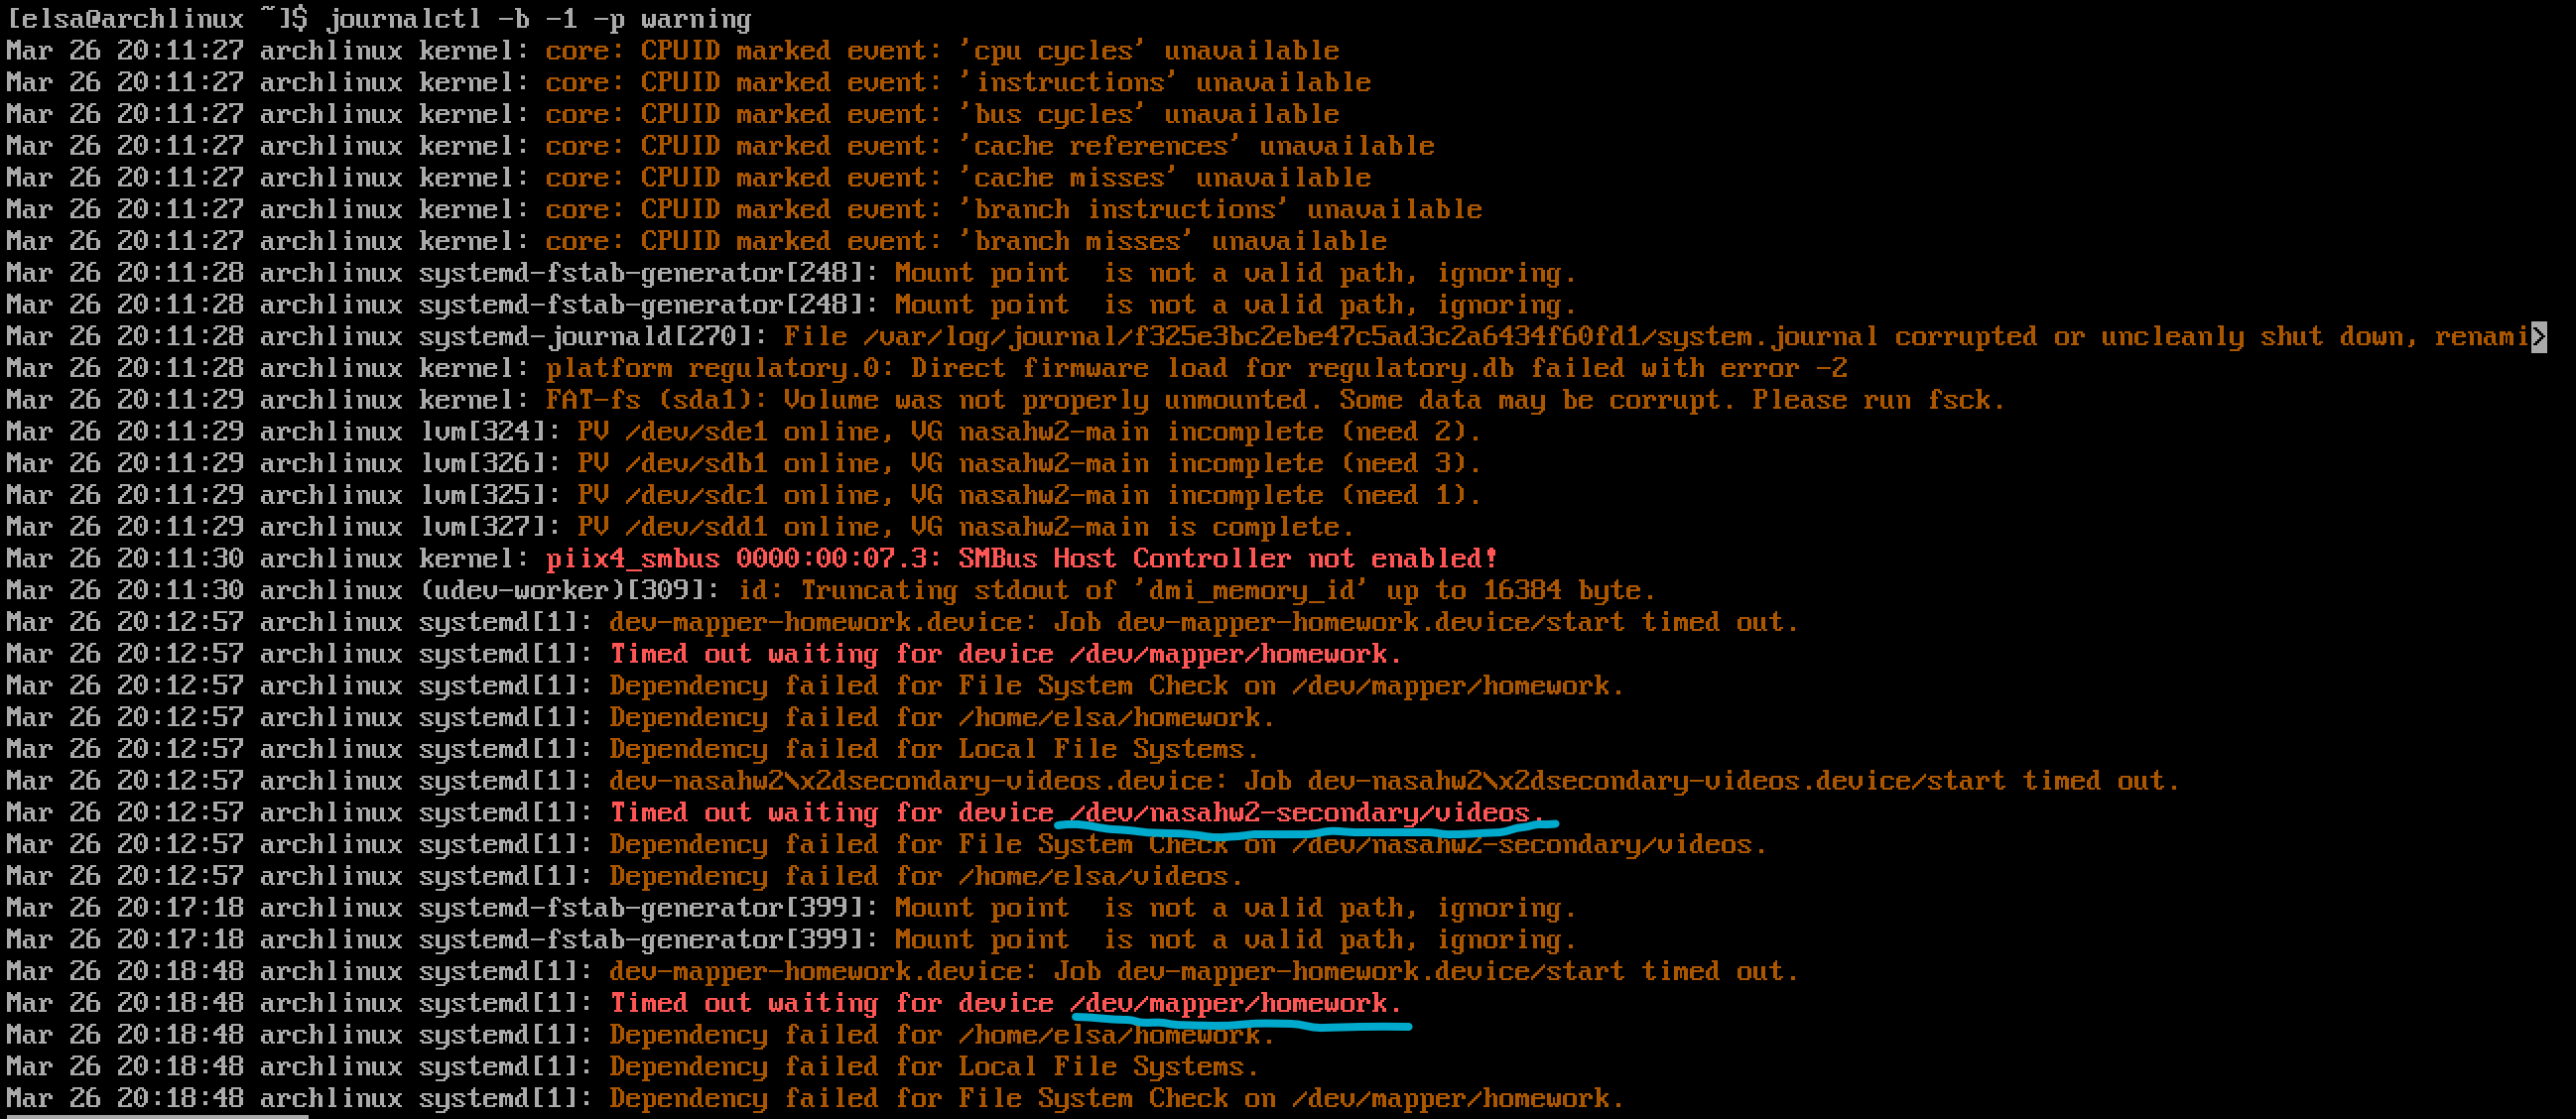 [elsa@archlinux ~]$ journalctl -b -1 -p warning
Mar 26 20:11:27 archlinux kernel: core: CPUID marked event: 'cpu cycles' unavailable
Mar 26 20:11:27 archlinux kernel: core: CPUID marked event: 'instructions' unavailable
Mar 26 20:11:27 archlinux kernel: core: CPUID marked event: 'bus cycles' unavailable
Mar 26 20:11:27 archlinux kernel: core: CPUID marked event: 'cache references' unavailable
Mar 26 20:11:27 archlinux kernel: core: CPUID marked event: 'cache misses' unavailable
Mar 26 20:11:27 archlinux kernel: core: CPUID marked event: 'branch instructions' unavailable
Mar 26 20:11:27 archlinux kernel: core: CPUID marked event: 'branch misses' unavailable
Mar 26 20:11:28 archlinux systemd-fstab-generator[248]: Mount point  is not a valid path, ignoring.
Mar 26 20:11:28 archlinux systemd-fstab-generator[248]: Mount point  is not a valid path, ignoring.
Mar 26 20:11:28 archlinux systemd-journald[270]: File /var/log/journal/f325e3bc2ebe47c5ad3c2a6434f60fd1/system.journal corrupted or uncleanly shut down, renami>
Mar 26 20:11:28 archlinux kernel: platform regulatory.0: Direct firmware load for regulatory.db failed with error -2
Mar 26 20:11:29 archlinux kernel: FAT-fs (sda1): Volume was not properly unmounted. Some data may be corrupt. Please run fsck.
Mar 26 20:11:29 archlinux lvm[324]: PV /dev/sde1 online, VG nasahw2-main incomplete (need 2).
Mar 26 20:11:29 archlinux lvm[326]: PV /dev/sdb1 online, VG nasahw2-main incomplete (need 3).
Mar 26 20:11:29 archlinux lvm[325]: PV /dev/sdc1 online, VG nasahw2-main incomplete (need 1).
Mar 26 20:11:29 archlinux lvm[327]: PV /dev/sdd1 online, VG nasahw2-main is complete.
Mar 26 20:11:30 archlinux kernel: piix4_smbus 0000:00:07.3: SMBus Host Controller not enabled!
Mar 26 20:11:30 archlinux (udev-worker)[309]: id: Truncating stdout of 'dmi_memory_id' up to 16384 byte.
Mar 26 20:12:57 archlinux systemd[1]: dev-mapper-homework.device: Job dev-mapper-homework.device/start timed out.
Mar 26 20:12:57 archlinux systemd[1]: Timed out waiting for device /dev/mapper/homework.
Mar 26 20:12:57 archlinux systemd[1]: Dependency failed for File System Check on /dev/mapper/homework.
Mar 26 20:12:57 archlinux systemd[1]: Dependency failed for /home/elsa/homework.
Mar 26 20:12:57 archlinux systemd[1]: Dependency failed for Local File Systems.
Mar 26 20:12:57 archlinux systemd[1]: dev-nasahw2\x2dsecondary-videos.device: Job dev-nasahw2\x2dsecondary-videos.device/start timed out.
Mar 26 20:12:57 archlinux systemd[1]: Timed out waiting for device /dev/nasahw2-secondary/videos.
Mar 26 20:12:57 archlinux systemd[1]: Dependency failed for File System Check on /dev/nasahw2-secondary/videos.
Mar 26 20:12:57 archlinux systemd[1]: Dependency failed for /home/elsa/videos.
Mar 26 20:17:18 archlinux systemd-fstab-generator[399]: Mount point  is not a valid path, ignoring.
Mar 26 20:17:18 archlinux systemd-fstab-generator[399]: Mount point  is not a valid path, ignoring.
Mar 26 20:18:48 archlinux systemd[1]: dev-mapper-homework.device: Job dev-mapper-homework.device/start timed out.
Mar 26 20:18:48 archlinux systemd[1]: Timed out waiting for device /dev/mapper/homework.
Mar 26 20:18:48 archlinux systemd[1]: Dependency failed for /home/elsa/homework.
Mar 26 20:18:48 archlinux systemd[1]: Dependency failed for Local File Systems.
Mar 26 20:18:48 archlinux systemd[1]: Dependency failed for File System Check on /dev/mapper/homework.